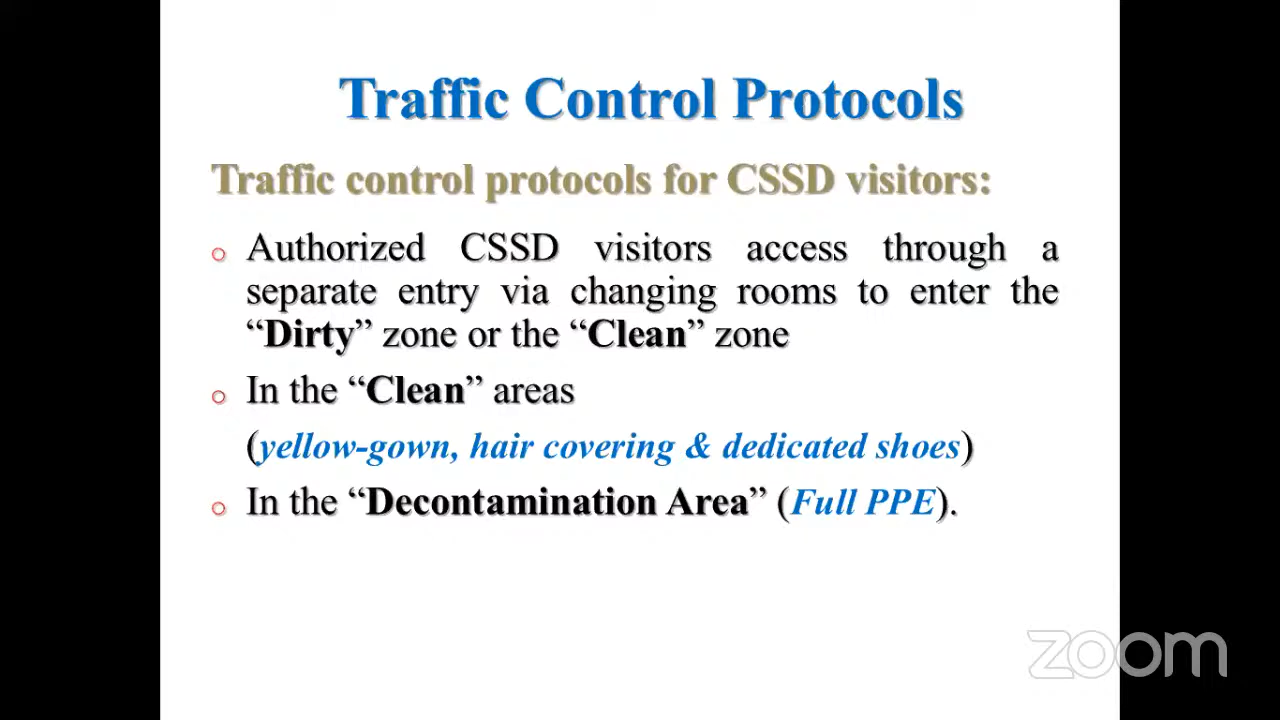 Traffic Control Protocols
Traffic control protocols for CSSD visitors:
o Authorized CSSD visitors access through a
separate entry via changing rooms to enter the
“Dirty” zone or the “Clean” zone
o In the “Clean” areas
(yellow-gown, hair covering & dedicated shoes)
o In the “Decontamination Area” (Full PPE).
zoom